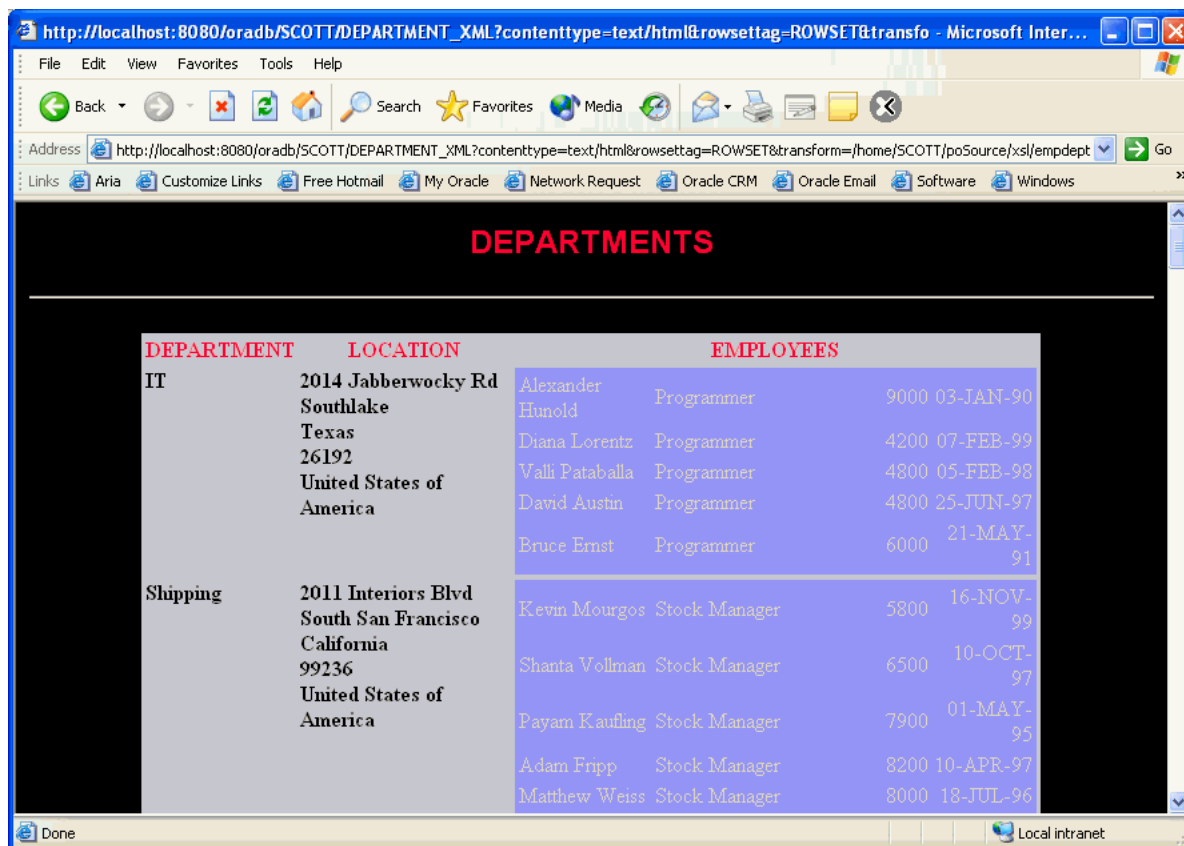 http://localhost:8080/oradb/SCOTT/DEPARTMENT_XML?contenttype=text/html&rowsettag=ROWSET&transfo - Microsoft Inter...
File Edit View Favorites Tools Help
Back Search Favorites Media
Address http://localhost:8080/oradb/SCOTT/DEPARTMENT_XML?contenttype=text/html&rowsettag=ROWSET&transform=/home/SCOTT/poSource/xsl/empdept Go
Links Aria Customize Links Free Hotmail My Oracle Network Request Oracle CRM Oracle Email Software Windows »
DEPARTMENTS
DEPARTMENT LOCATION EMPLOYEES
IT
2014 Jabberwocky Rd
Southlake
Texas
26192
United States of
America
Alexander
Hunold Programmer 9000 03-JAN-90
Diana Lorentz Programmer 4200 07-FEB-99
Valli Pataballa Programmer 4800 05-FEB-98
David Austin Programmer 4800 25-JUN-97
Bruce Ernst Programmer 6000 21-MAY-
91
Shipping
2011 Interiors Blvd
South San Francisco
California
99236
United States of
America
Kevin Mourgos Stock Manager 5800 16-NOV-
99
Shanta Vollman Stock Manager 6500 10-OCT-
97
Payam Kaufling Stock Manager 7900 01-MAY-
95
Adam Fripp Stock Manager 8200 10-APR-97
Matthew Weiss Stock Manager 8000 18-JUL-96
Done Local intranet